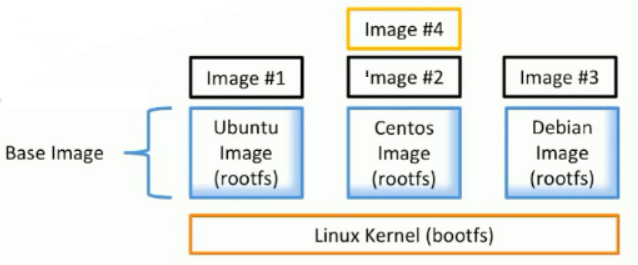 Image #4
Image #1
'mage #2
Image #3
Base Image
Ubuntu
Image
(rootfs)
Centos
Image
(rootfs)
Debian
Image
(rootfs)
Linux Kernel (bootfs)